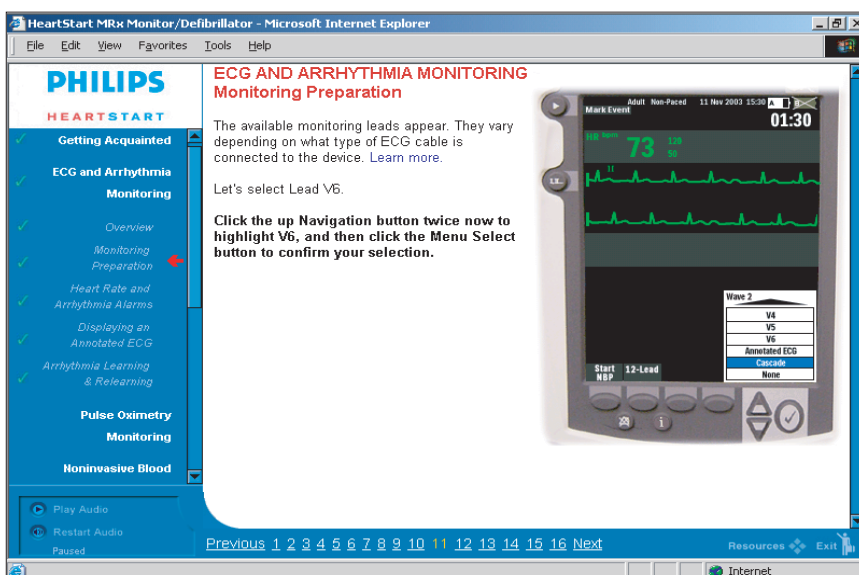 HeartStart MRx Monitor/Defibrillator - Microsoft Internet Explorer
File Edit View Favorites Tools Help
PHILIPS
HEARTSTART
Getting Acquainted
ECG and Arrhythmia
Monitoring
Overview
Monitoring
Preparation
Heart Rate and
Arrhythmia Alarms
Displaying an
Annotated ECG
Arrhythmia Learning
& Relearning
Pulse Oximetry
Monitoring
Noninvasive Blood
Play Audio
Restart Audio
Paused
ECG AND ARRHYTHMIA MONITORING
Monitoring Preparation
The available monitoring leads appear. They vary
depending on what type of ECG cable is
connected to the device. Learn more.
Let's select Lead V6.
Click the up Navigation button twice now to
highlight V6, and then click the Menu Select
button to confirm your selection.
Adult Non-Paced 11 Nov 2003 15:30 A B
Mark Event
01:30
HR bpm 73 120
50
II
Wave 2
V4
V5
V6
Annotated ECG
Cascade
None
Start
NBP
12-Lead
i
Previous 1 2 3 4 5 6 7 8 9 10 11 12 13 14 15 16 Next
Resources Exit
Internet